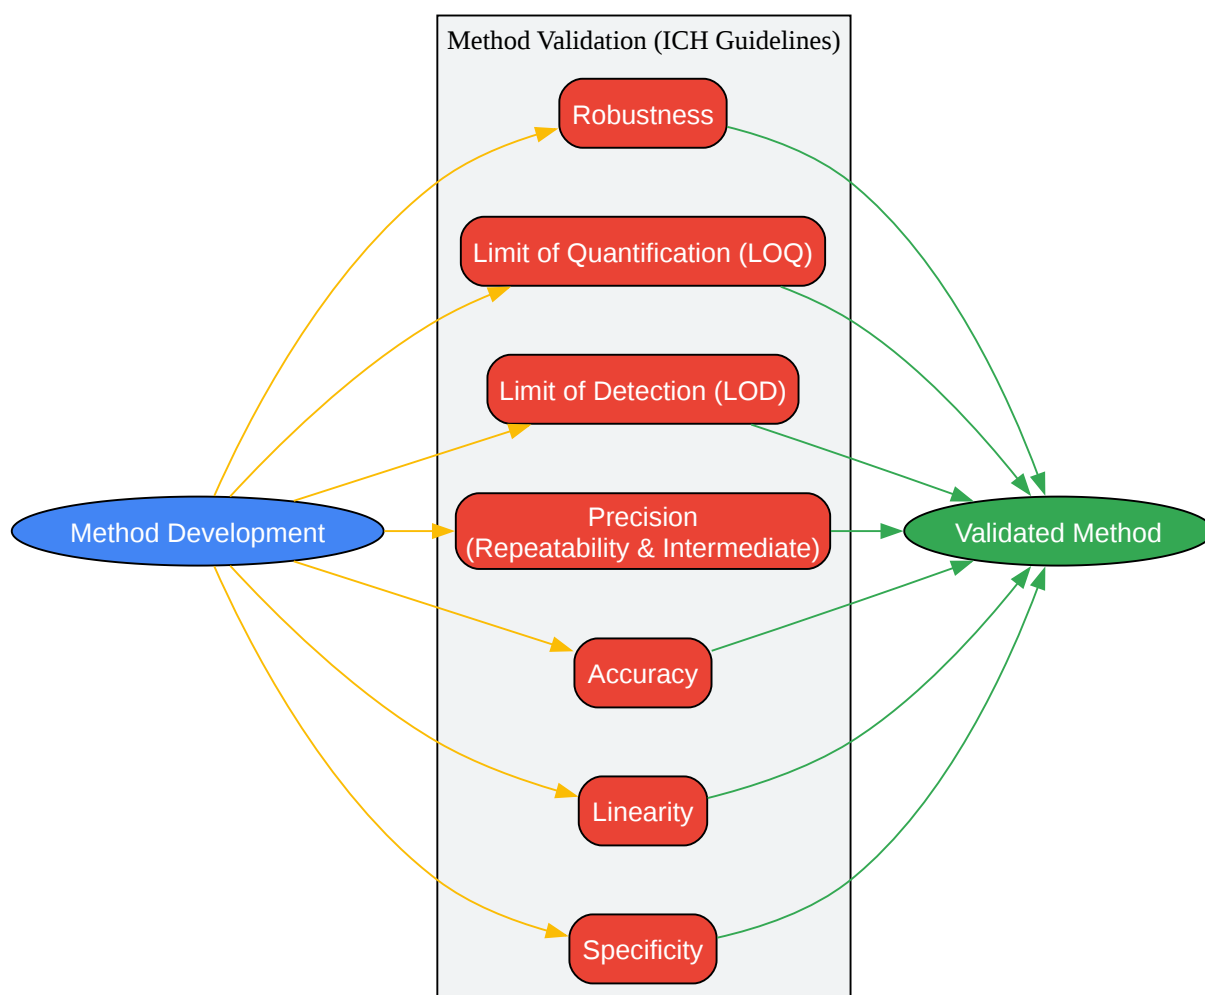 Method Validation (ICH Guidelines)
Robustness
Limit of Quantification (LOQ)
Limit of Detection (LOD)
Method Development
Precision
(Repeatability & Intermediate)
Validated Method
Accuracy
Linearity
Specificity